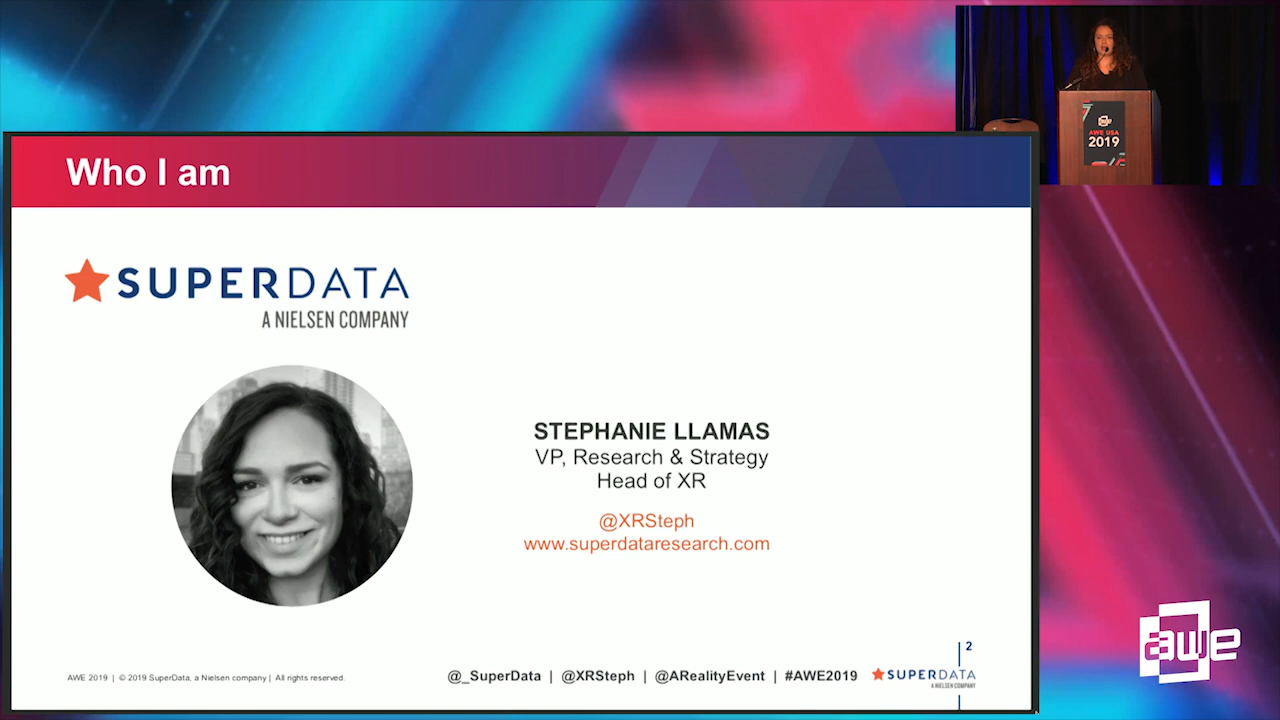 awe
AWE USA
2019
Who I am
SUPERDATA
A NIELSEN COMPANY
STEPHANIE LLAMAS
VP, Research & Strategy
Head of XR
@XRSteph
www.superdataresearch.com
2
AWE 2019 | © 2019 SuperData, a Nielsen company | All rights reserved.
@_SuperData | @XRSteph | @ARealityEvent | #AWE2019
SUPERDATA
A NIELSEN COMPANY
awe